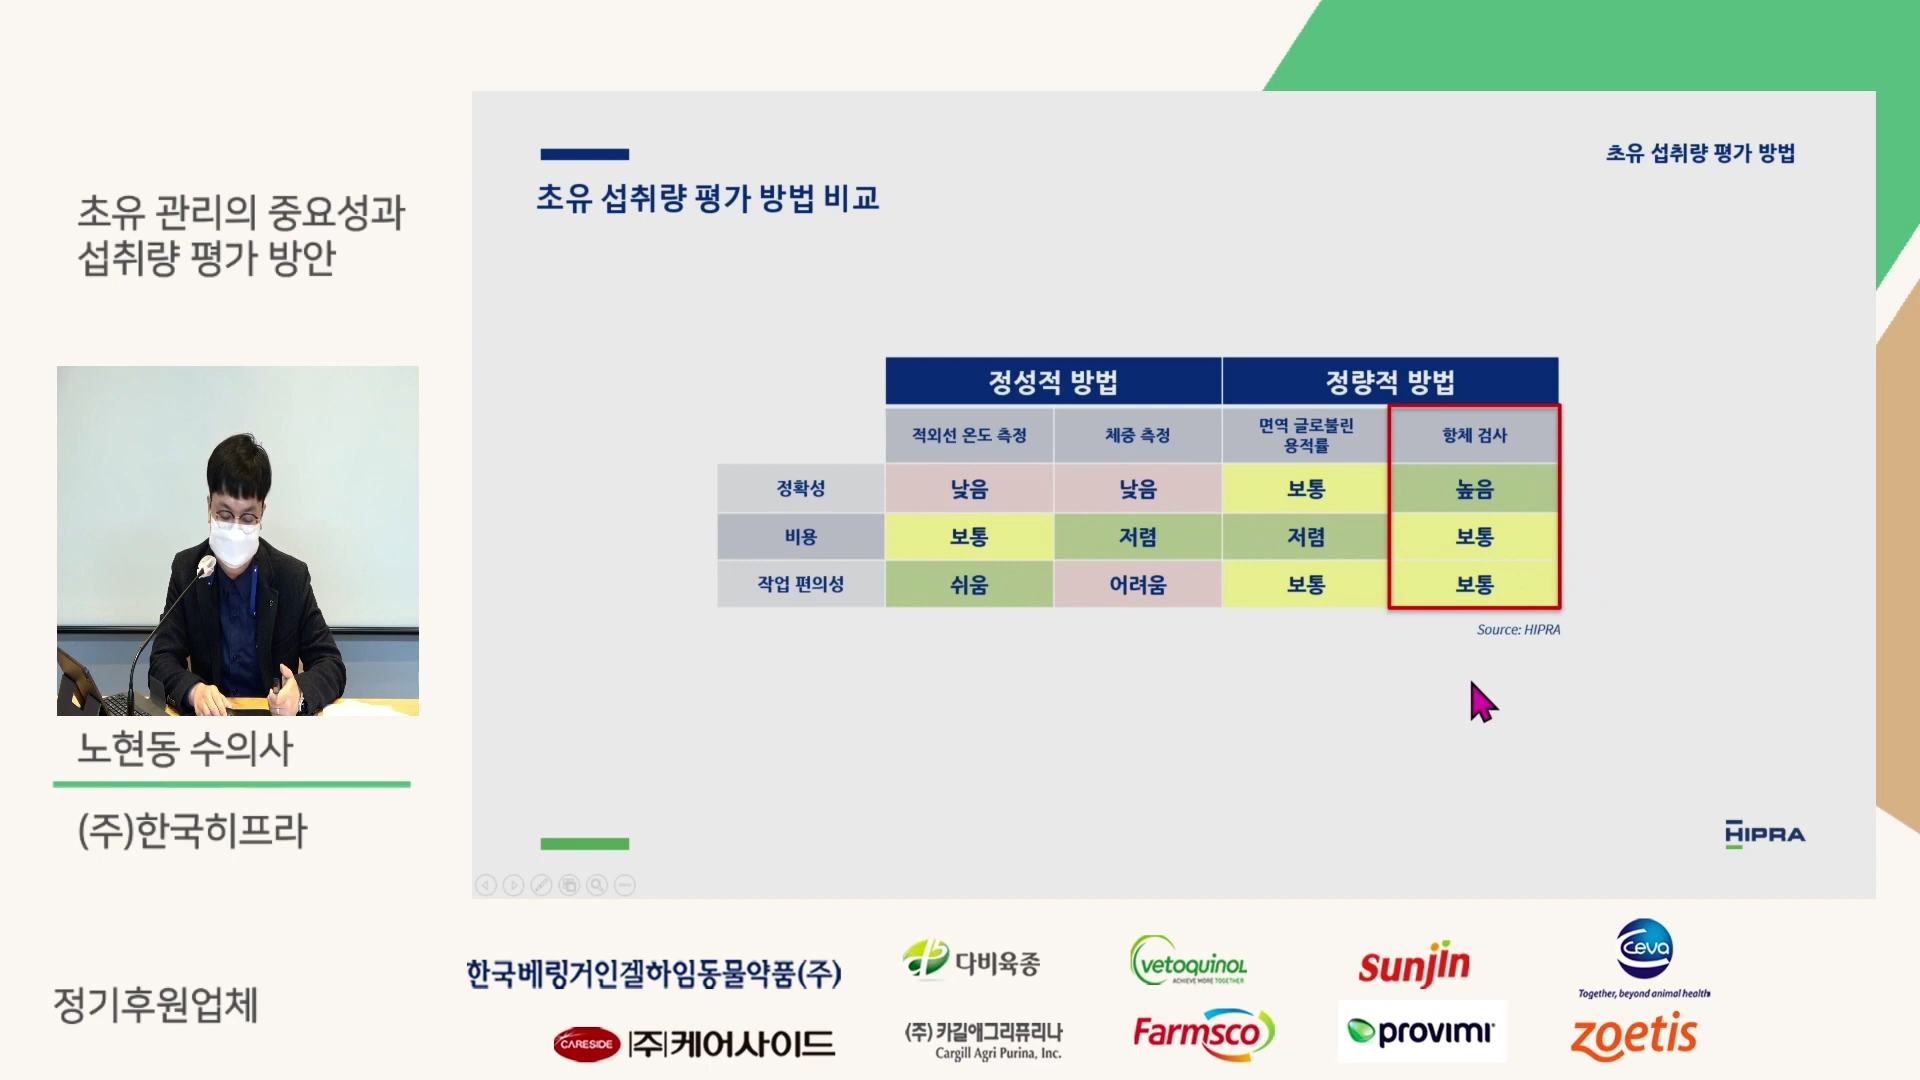 초유 관리의 중요성과
섭취량 평가 방안
노현동 수의사
(주)한국히프라
초유 섭취량 평가 방법
초유 섭취량 평가 방법 비교
정성적 방법 정량적 방법
적외선 온도 측정 체중 측정 면역 글로불린 용적률 항체 검사
정확성 낮음 낮음 보통 높음
비용 보통 저렴 저렴 보통
작업 편의성 쉬움 어려움 보통 보통
Source: HIPRA
HIPRA
정기후원업체
한국베링거인겔하임동물약품(주)
다비육종
vetoquinol
ACHIEVE MORE TOGETHER
sunjin
ceva
Together, beyond animal health
CARESIDE (주)케어사이드
(주) 카길애그리퓨리나
Cargill Agri Purina, Inc.
Farmsco
provimi
zoetis